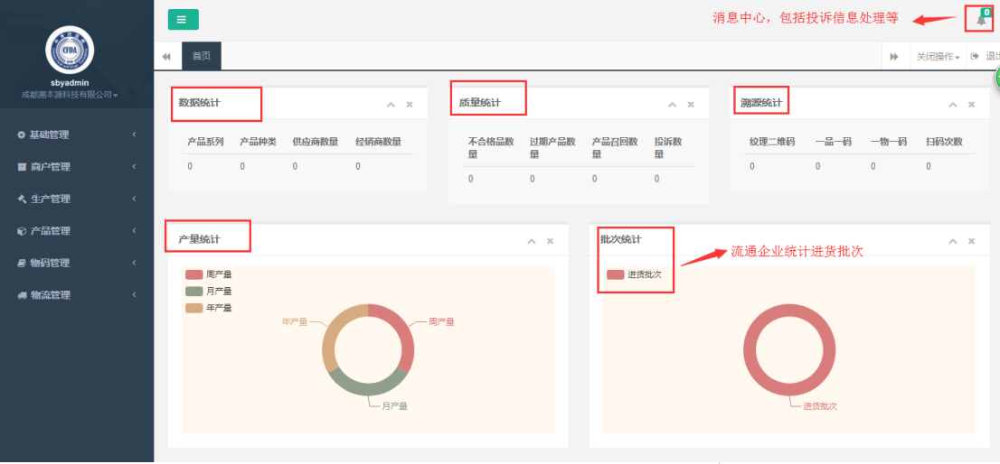 消息中心，包括投诉信息处理等
0
CFDA
sbyadmin
成都溯本源科技有限公司
首页
关闭操作
退出
基础管理
商户管理
生产管理
产品管理
物码管理
物流管理
数据统计
产品系列 产品种类 供应商数量 经销商数量
0 0 0 0
质量统计
不合格品数量 过期产品数量 产品召回数量 投诉数量
0 0 0 0
溯源统计
纹理二维码 一品一码 一物一码 扫码次数
0 0 0 0
产量统计
周产量
月产量
年产量
年产量
周产量
月产量
批次统计
进货批次
流通企业统计进货批次
进货批次